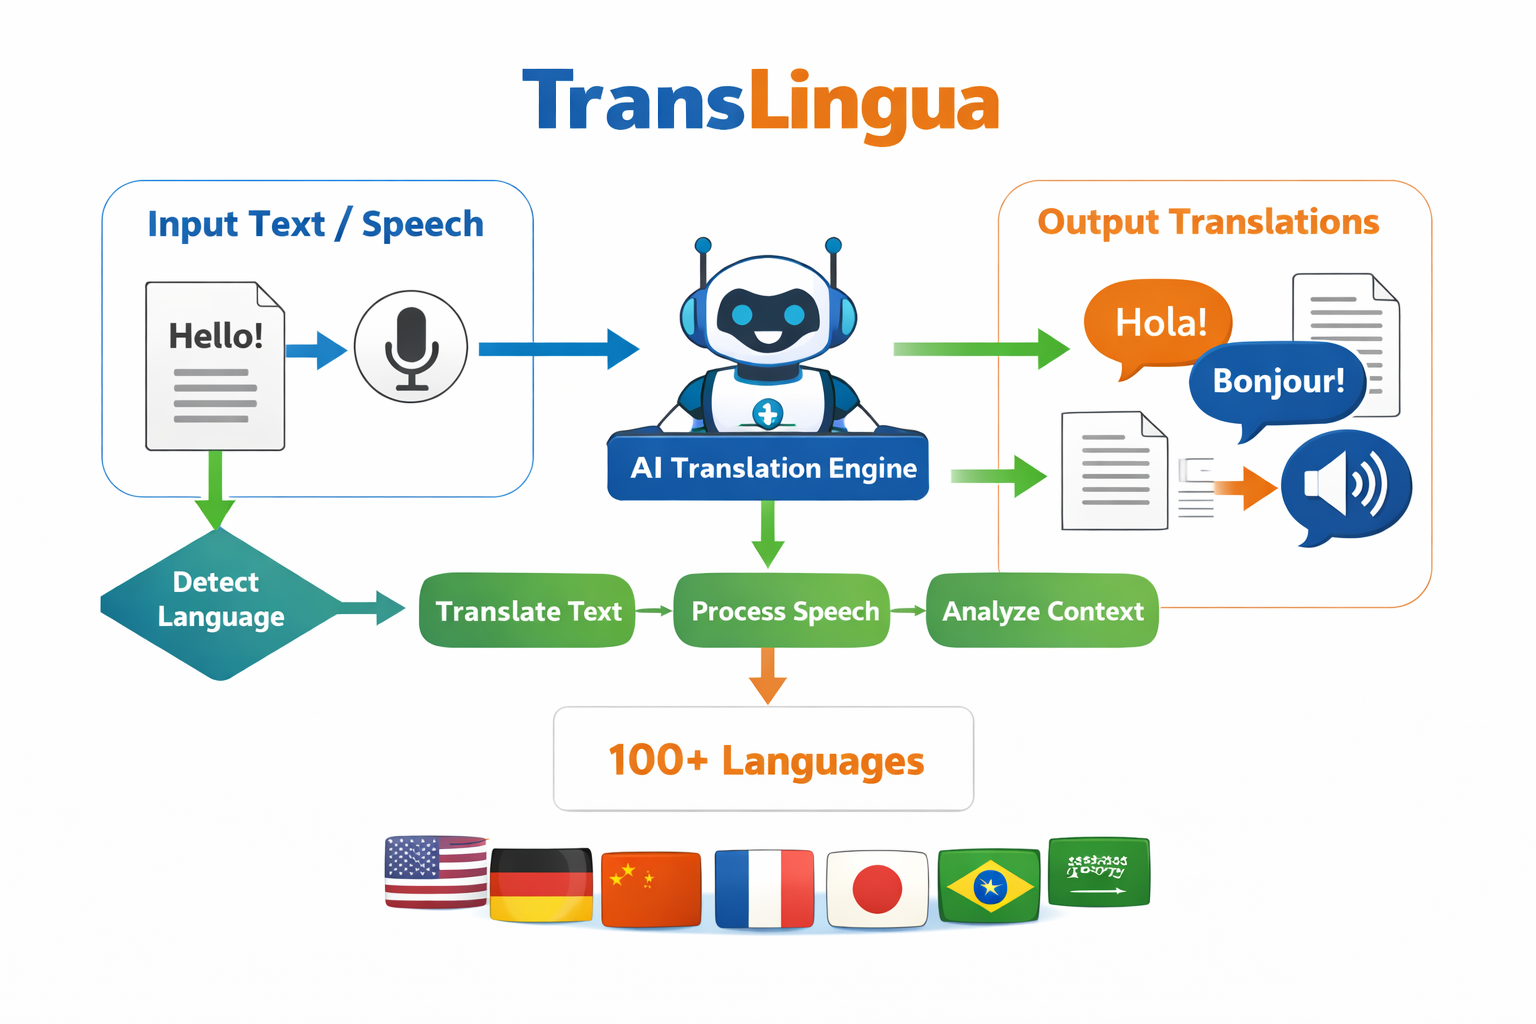 TransLingua
Input Text / Speech
Hello!
AI Translation Engine
Output Translations
Hola!
Bonjour!
Detect
Language
Translate Text
Process Speech
Analyze Context
100+ Languages